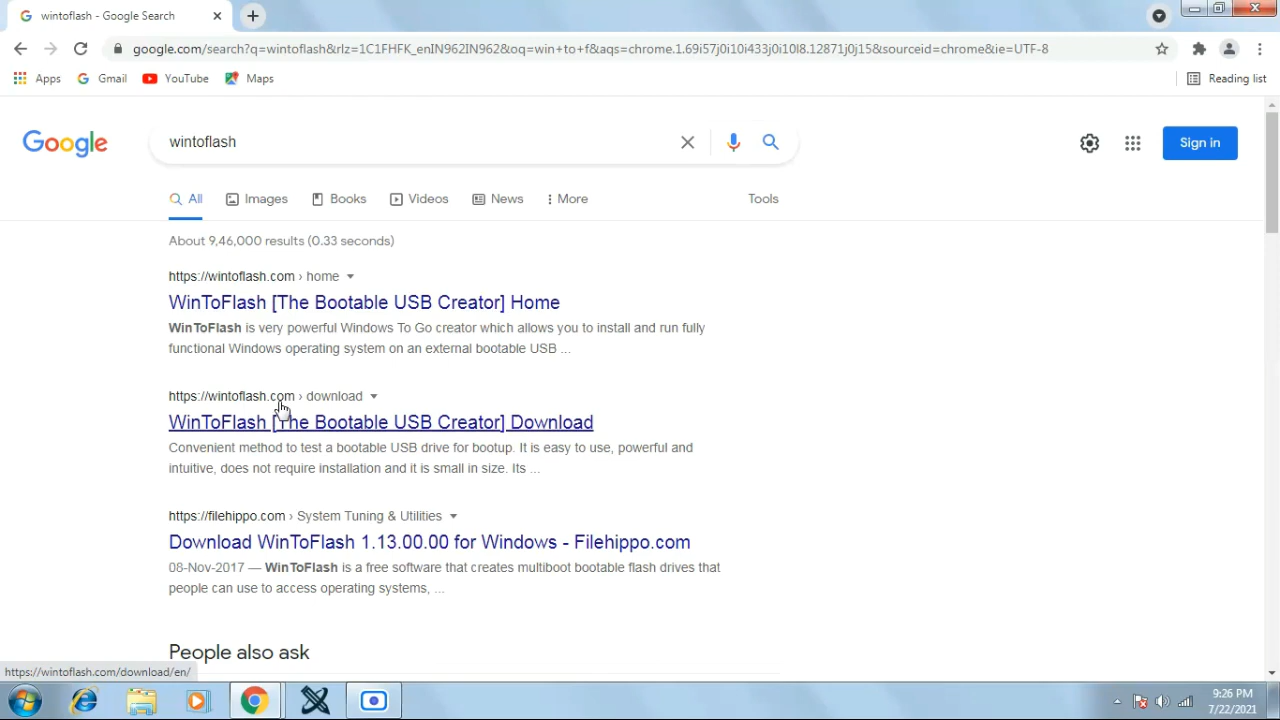 wintoflash - Google Search
google.com/search?q=wintoflash&rlz=1C1FHFK_enIN962IN962&oq=win+to+f&aqs=chrome.1.69i57j0i10i433j0i10l8.12871j0j15&sourceid=chrome&ie=UTF-8
Apps Gmail YouTube Maps Reading list
Google wintoflash Sign in
All Images Books Videos News More Tools
About 9,46,000 results (0.33 seconds)
https://wintoflash.com › home
WinToFlash [The Bootable USB Creator] Home
WinToFlash is very powerful Windows To Go creator which allows you to install and run fully
functional Windows operating system on an external bootable USB ...
https://wintoflash.com › download
WinToFlash [The Bootable USB Creator] Download
Convenient method to test a bootable USB drive for bootup. It is easy to use, powerful and
intuitive, does not require installation and it is small in size. Its ...
https://filehippo.com › System Tuning & Utilities
Download WinToFlash 1.13.00.00 for Windows - Filehippo.com
08-Nov-2017 — WinToFlash is a free software that creates multiboot bootable flash drives that
people can use to access operating systems, ...
People also ask
https://wintoflash.com/download/en/
9:26 PM
7/22/2021